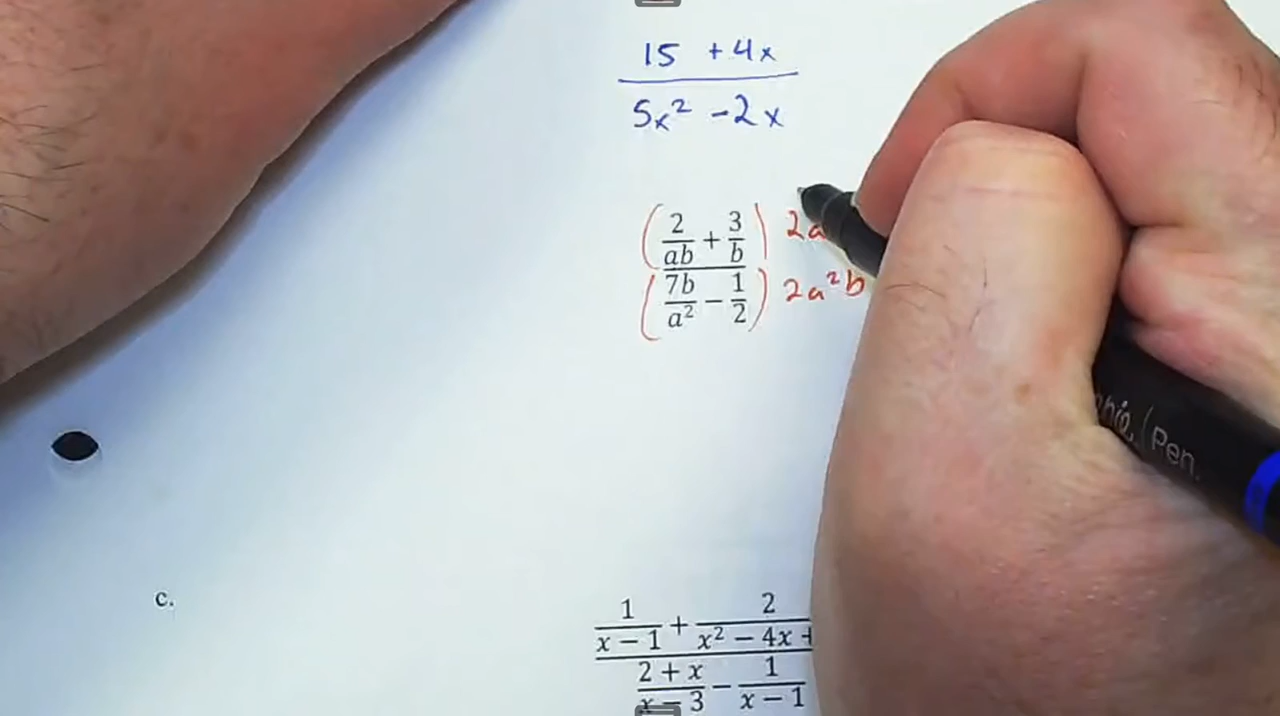 15 + 4x
5x² - 2x
( 2/ab + 3/b ) 2a
( 7b/a² − 1/2 ) 2a²b
c.
1/(x − 1) + 2/(x² − 4x +
(2 + x)/(x − 3) − 1/(x − 1)
Pen.